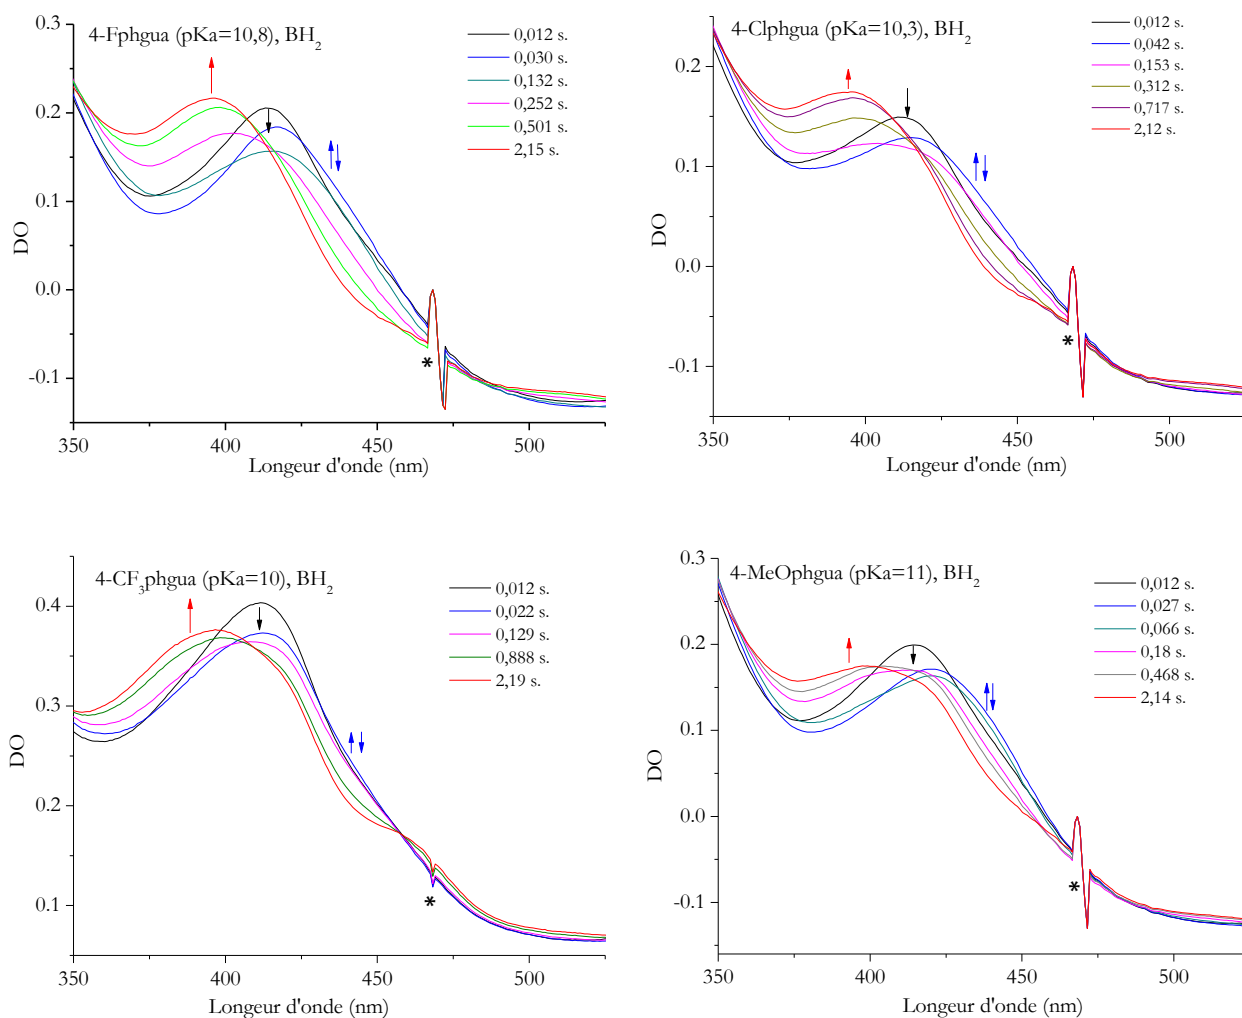 4-Fphgua (pKa=10,8), BH2
0,012 s.
0,030 s.
0,132 s.
0,252 s.
0,501 s.
2,15 s.
0.3
0.2
0.1
0.0
-0.1
DO
*
350
400
450
500
Longeur d'onde (nm)
4-Clphgua (pKa=10,3), BH2
0,012 s.
0,042 s.
0,153 s.
0,312 s.
0,717 s.
2,12 s.
0.2
0.1
0.0
-0.1
DO
*
350
400
450
500
Longeur d'onde (nm)
4-CF3phgua (pKa=10), BH2
0,012 s.
0,022 s.
0,129 s.
0,888 s.
2,19 s.
0.4
0.3
0.2
0.1
DO
*
350
400
450
500
Longeur d'onde (nm)
4-MeOphgua (pKa=11), BH2
0,012 s.
0,027 s.
0,066 s.
0,18 s.
0,468 s.
2,14 s.
0.3
0.2
0.1
0.0
-0.1
DO
*
350
400
450
500
Longeur d'onde (nm)